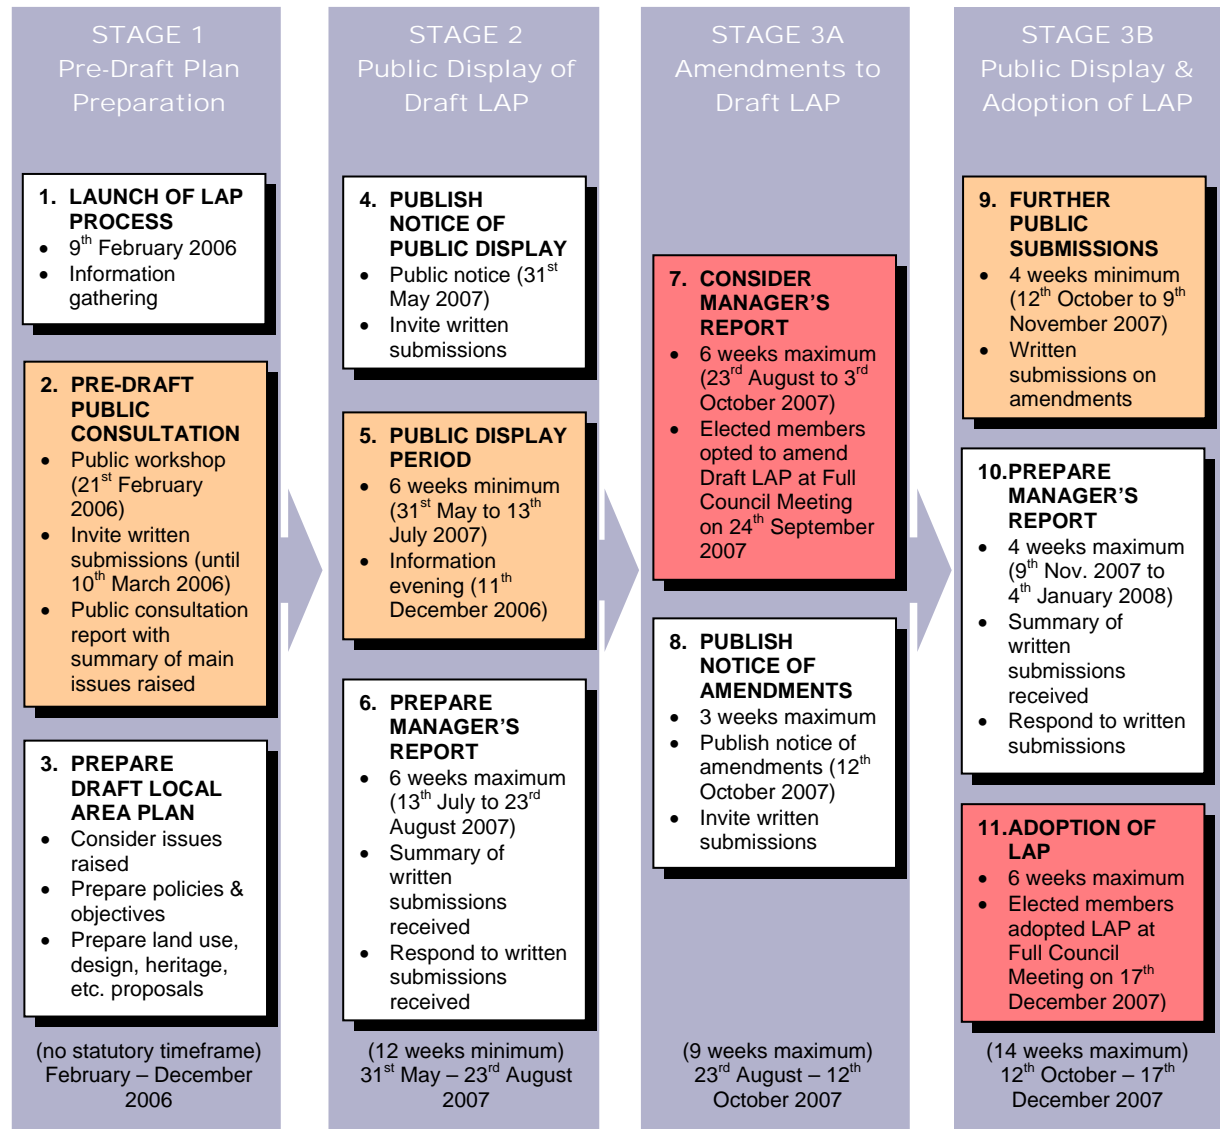 STAGE 1
Pre-Draft Plan
Preparation
1. LAUNCH OF LAP
PROCESS
• 9th February 2006
• Information
gathering
2. PRE-DRAFT
PUBLIC
CONSULTATION
• Public workshop
(21st February
2006)
• Invite written
submissions (until
10th March 2006)
• Public consultation
report with
summary of main
issues raised
3. PREPARE
DRAFT LOCAL
AREA PLAN
• Consider issues
raised
• Prepare policies &
objectives
• Prepare land use,
design, heritage,
etc. proposals
(no statutory timeframe)
February – December
2006
STAGE 2
Public Display of
Draft LAP
4. PUBLISH
NOTICE OF
PUBLIC DISPLAY
• Public notice (31st
May 2007)
• Invite written
submissions
5. PUBLIC DISPLAY
PERIOD
• 6 weeks minimum
(31st May to 13th
July 2007)
• Information
evening (11th
December 2006)
6. PREPARE
MANAGER’S
REPORT
• 6 weeks maximum
(13th July to 23rd
August 2007)
• Summary of
written
submissions
received
• Respond to written
submissions
received
(12 weeks minimum)
31st May – 23rd August
2007
STAGE 3A
Amendments to
Draft LAP
7. CONSIDER
MANAGER’S
REPORT
• 6 weeks maximum
(23rd August to 3rd
October 2007)
• Elected members
opted to amend
Draft LAP at Full
Council Meeting
on 24th September
2007
8. PUBLISH
NOTICE OF
AMENDMENTS
• 3 weeks maximum
• Publish notice of
amendments (12th
October 2007)
• Invite written
submissions
(9 weeks maximum)
23rd August – 12th
October 2007
STAGE 3B
Public Display &
Adoption of LAP
9. FURTHER
PUBLIC
SUBMISSIONS
• 4 weeks minimum
(12th October to 9th
November 2007)
• Written
submissions on
amendments
10.PREPARE
MANAGER’S
REPORT
• 4 weeks maximum
(9th Nov. 2007 to
4th January 2008)
• Summary of
written
submissions
received
• Respond to written
submissions
11.ADOPTION OF
LAP
• 6 weeks maximum
• Elected members
adopted LAP at
Full Council
Meeting on 17th
December 2007)
(14 weeks maximum)
12th October – 17th
December 2007